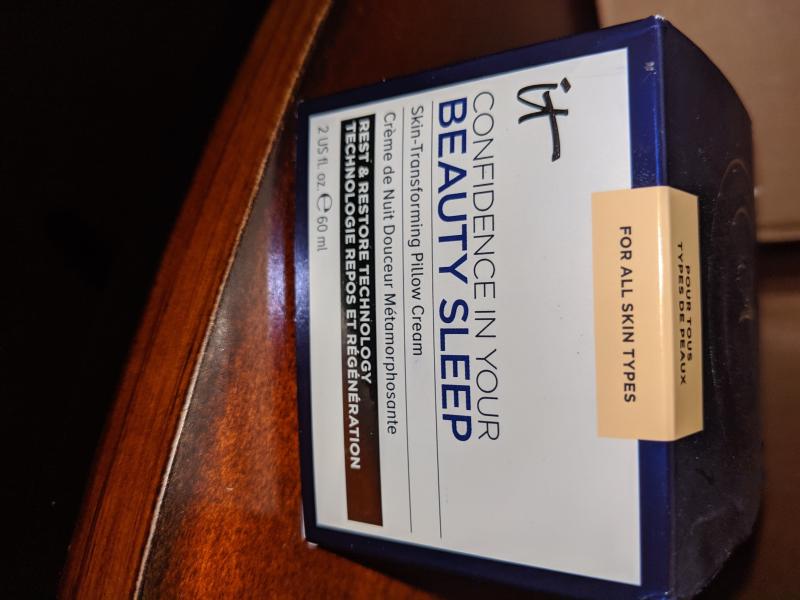 POUR TOUS
TYPES DE PEAUX
FOR ALL SKIN TYPES
it
CONFIDENCE IN YOUR
BEAUTY SLEEP
Skin-Transforming Pillow Cream
Crème de Nuit Douceur Métamorphosante
REST & RESTORE TECHNOLOGY
TECHNOLOGIE REPOS ET RÉGÉNÉRATION
2 US fl. oz. ℮ 60 ml